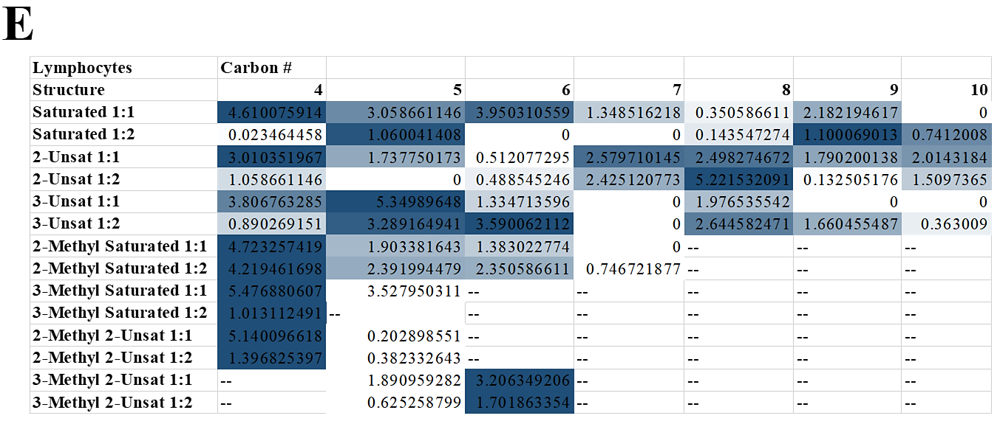 E
Lymphocytes Carbon #
Structure 4 5 6 7 8 9 10
Saturated 1:1 4.610075914 3.058661146 3.950310559 1.348516218 0.350586611 2.182194617 0
Saturated 1:2 0.023464458 1.060041408 0 0 0.143547274 1.100069013 0.7412008
2-Unsat 1:1 3.010351967 1.737750173 0.512077295 2.579710145 2.498274672 1.790200138 2.0143184
2-Unsat 1:2 1.058661146 0 0.488545246 2.425120773 5.221532091 0.132505176 1.5097365
3-Unsat 1:1 3.806763285 5.34989648 1.334713596 0 1.976535542 0 0
3-Unsat 1:2 0.890269151 3.289164941 3.590062112 0 2.644582471 1.660455487 0.363009
2-Methyl Saturated 1:1 4.723257419 1.903381643 1.383022774 0 -- -- --
2-Methyl Saturated 1:2 4.219461698 2.391994479 2.350586611 0.746721877 -- -- --
3-Methyl Saturated 1:1 5.476880607 3.527950311 -- -- -- -- --
3-Methyl Saturated 1:2 1.013112491 -- -- -- -- -- --
2-Methyl 2-Unsat 1:1 5.140096618 0.202898551 -- -- -- -- --
2-Methyl 2-Unsat 1:2 1.396825397 0.382332643 -- -- -- -- --
3-Methyl 2-Unsat 1:1 -- 1.890959282 3.206349206 -- -- -- --
3-Methyl 2-Unsat 1:2 -- 0.625258799 1.701863354 -- -- -- --